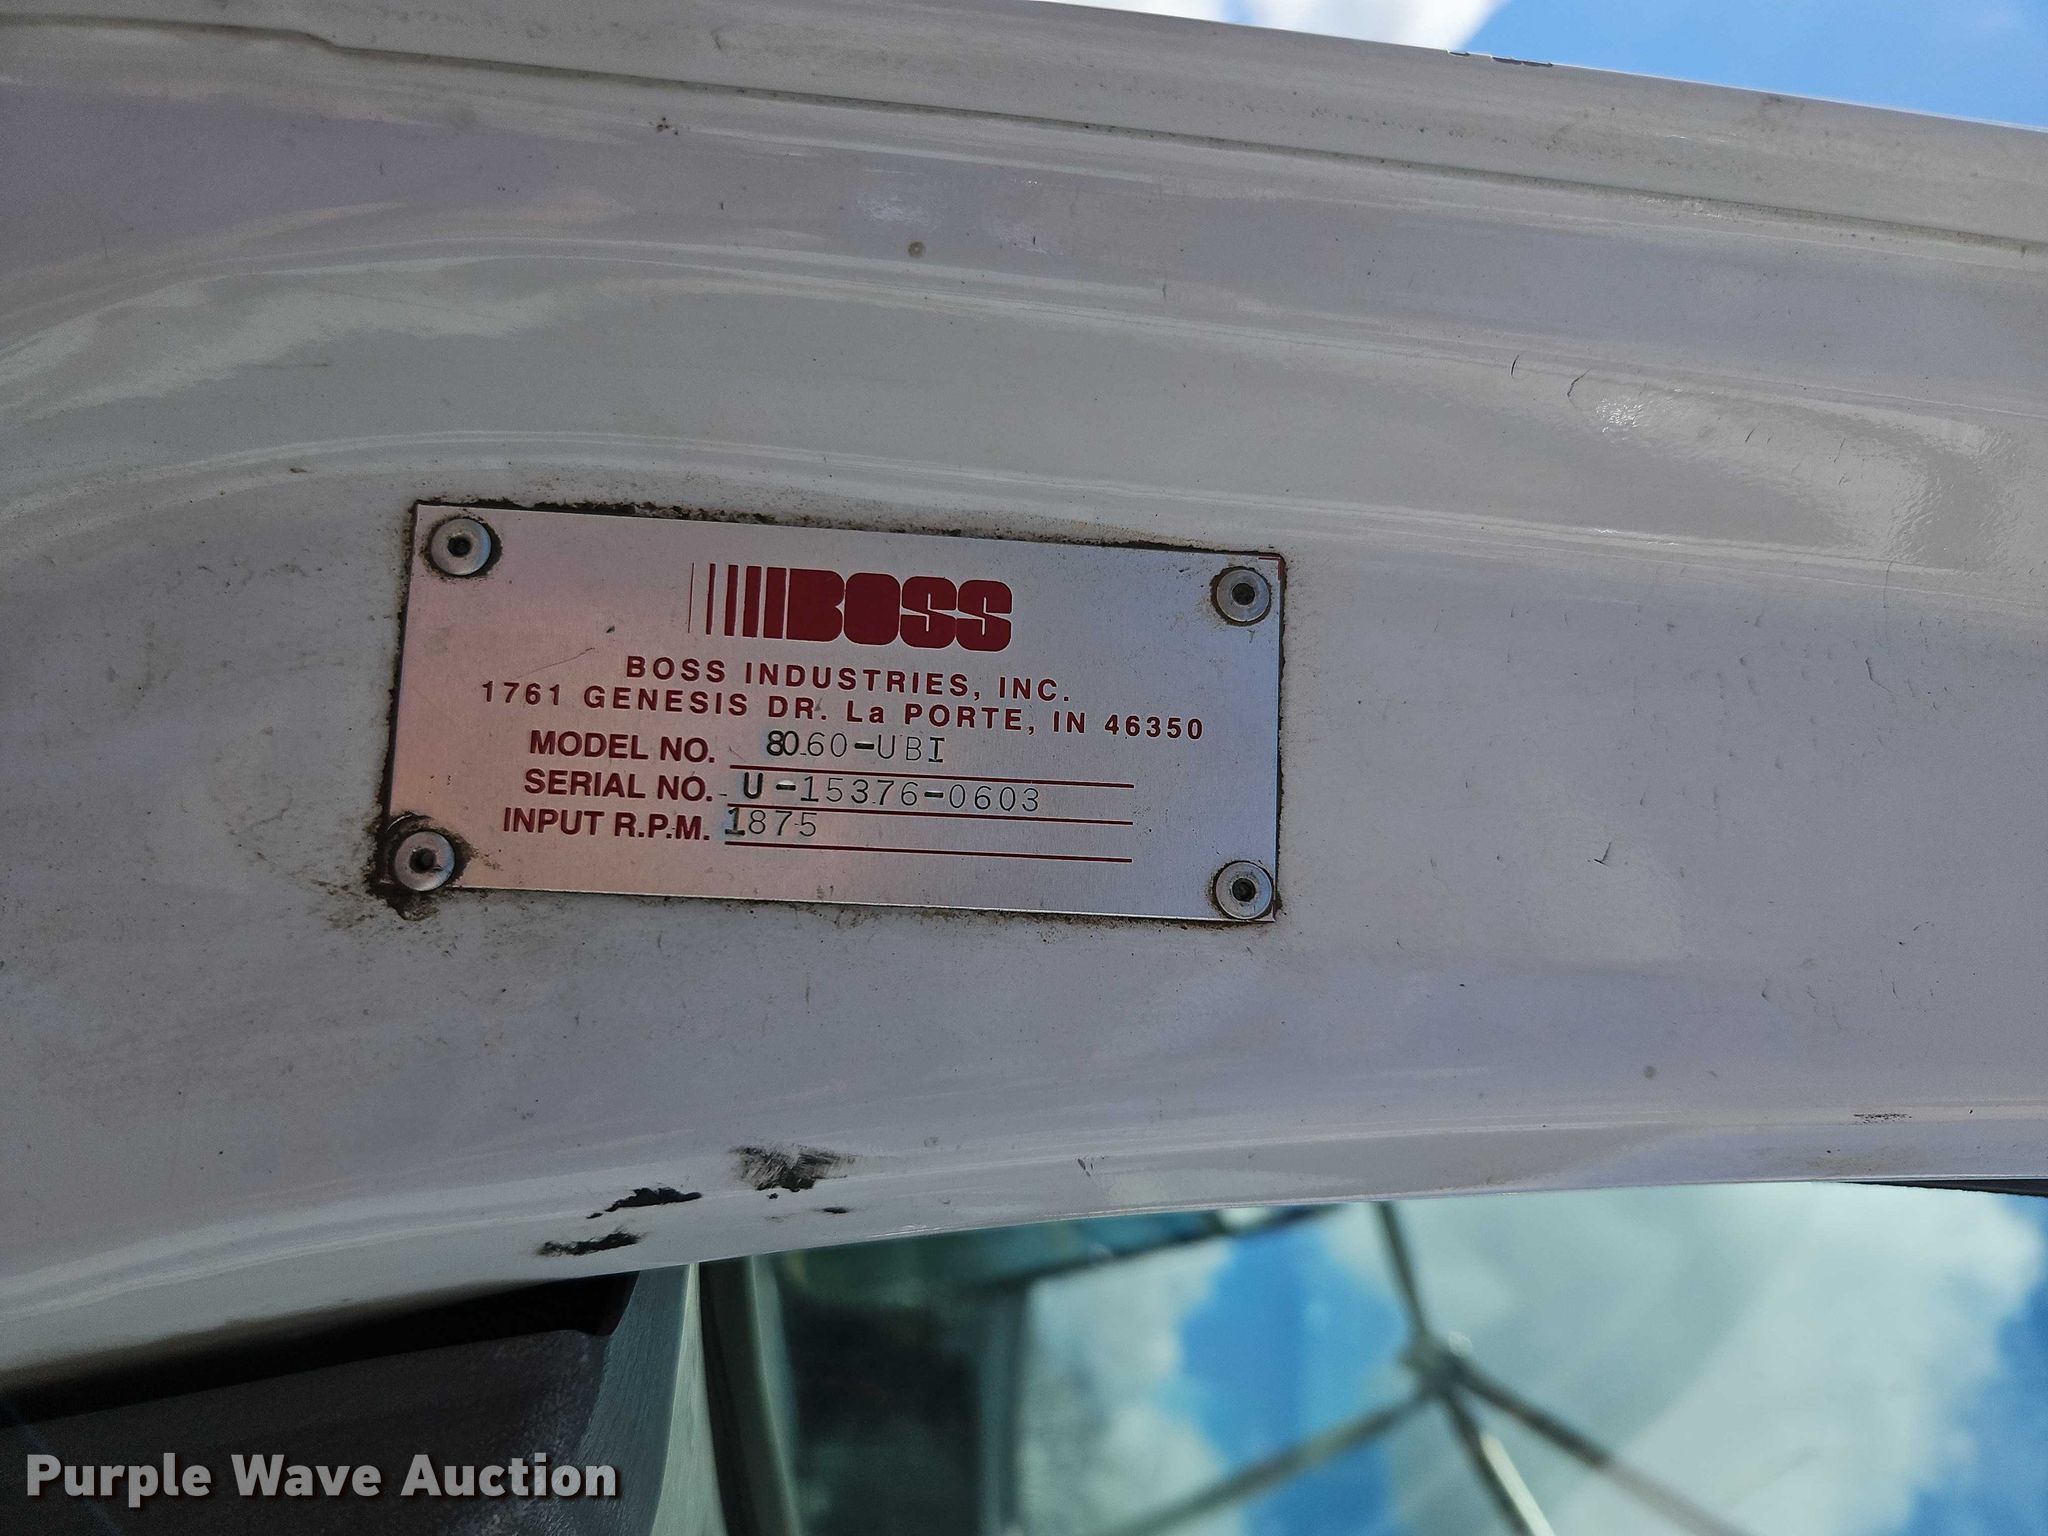 BOSS
BOSS INDUSTRIES, INC.
1761 GENESIS DR. La PORTE, IN 46350
MODEL NO. 8060-UBI
SERIAL NO. U-15376-0603
INPUT R.P.M. 1875
Purple Wave Auction